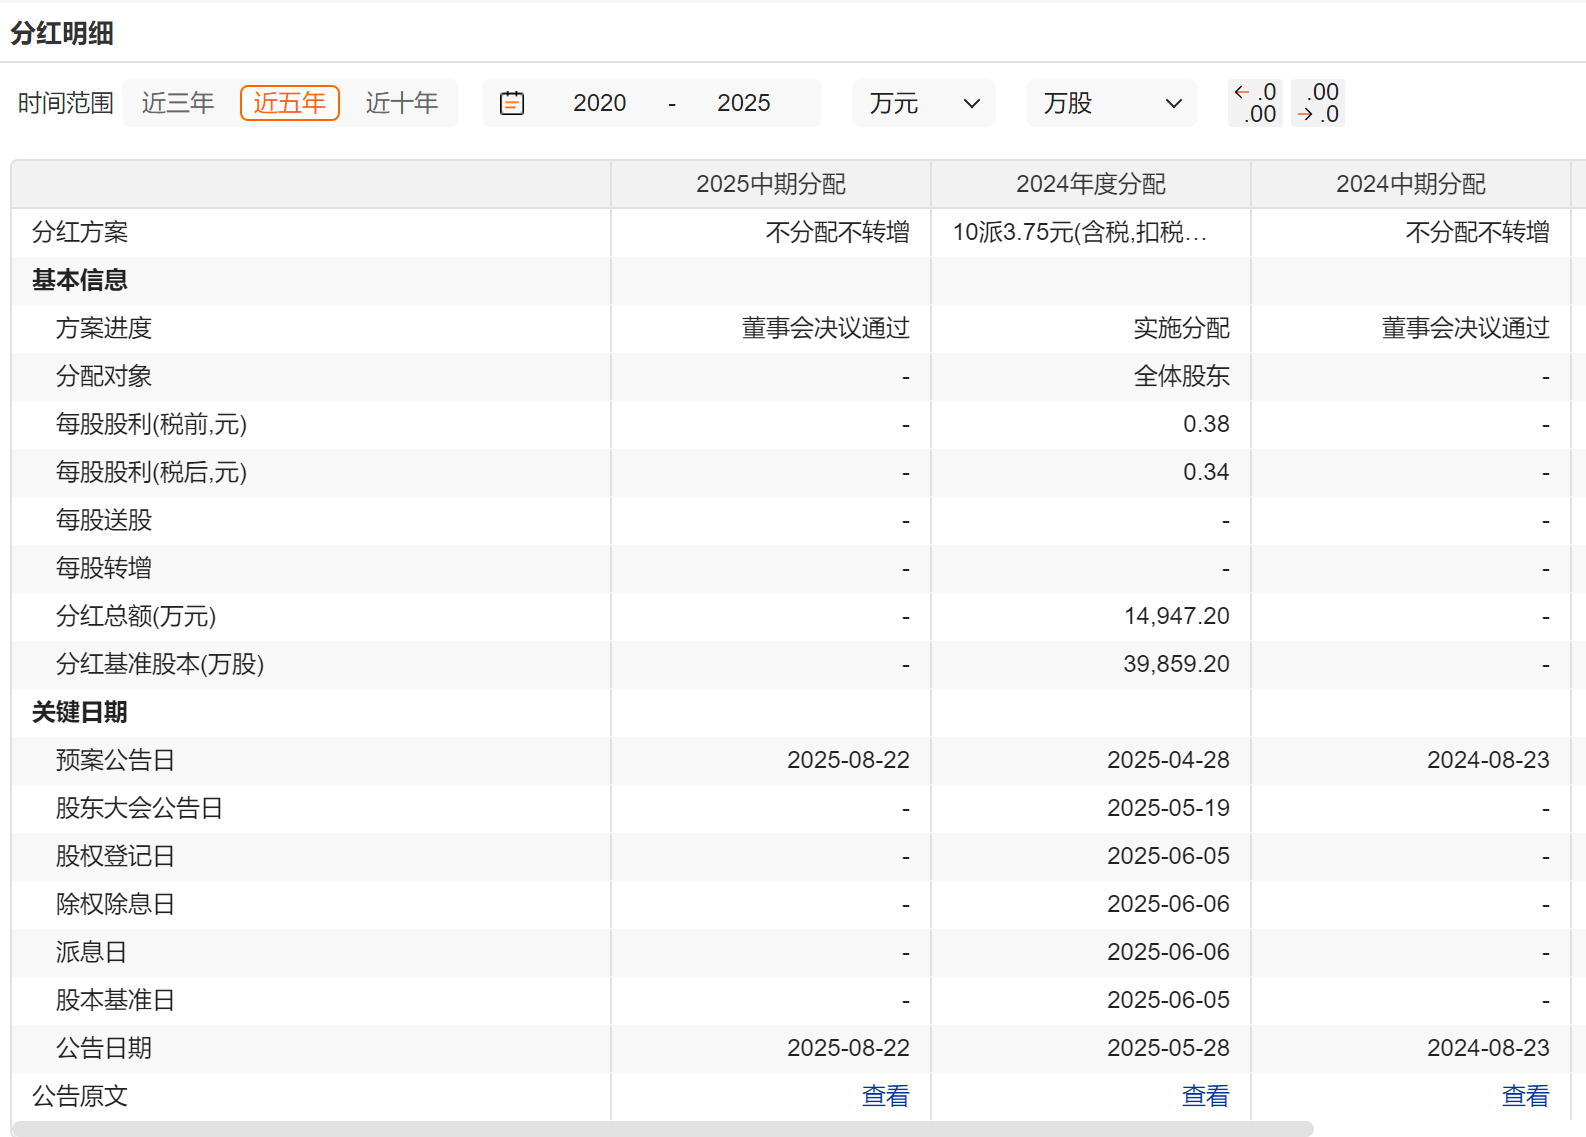 分红明细
时间范围 近三年 近五年 近十年 2020 - 2025 万元 万股 ←.0 .00 .00 →.0
2025中期分配 2024年度分配 2024中期分配
分红方案 不分配不转增 10派3.75元(含税,扣税... 不分配不转增
基本信息
方案进度 董事会决议通过 实施分配 董事会决议通过
分配对象 - 全体股东 -
每股股利(税前,元) - 0.38 -
每股股利(税后,元) - 0.34 -
每股送股 - - -
每股转增 - - -
分红总额(万元) - 14,947.20 -
分红基准股本(万股) - 39,859.20 -
关键日期
预案公告日 2025-08-22 2025-04-28 2024-08-23
股东大会公告日 - 2025-05-19 -
股权登记日 - 2025-06-05 -
除权除息日 - 2025-06-06 -
派息日 - 2025-06-06 -
股本基准日 - 2025-06-05 -
公告日期 2025-08-22 2025-05-28 2024-08-23
公告原文 查看 查看 查看